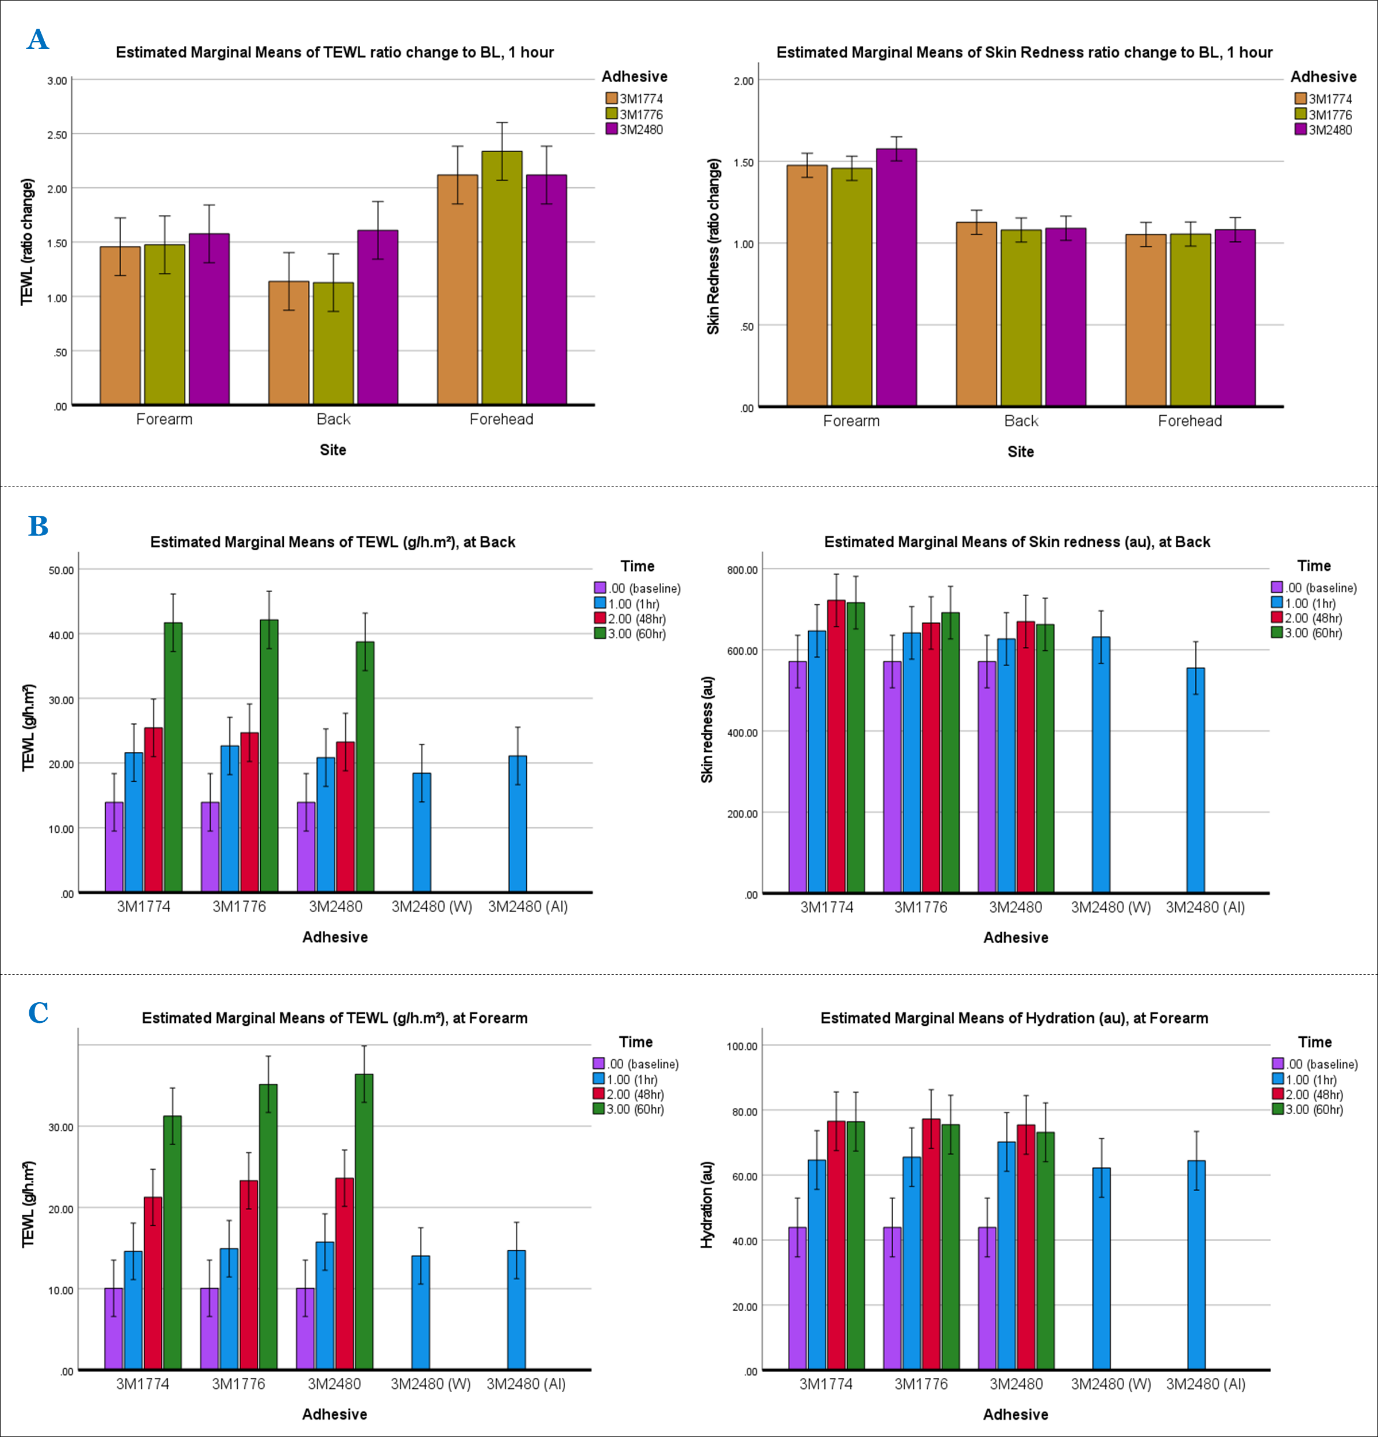 A
Estimated Marginal Means of TEWL ratio change to BL, 1 hour
TEWL (ratio change)
3.00
2.50
2.00
1.50
1.00
.50
.00
Forearm
Back
Forehead
Site
Adhesive
3M1774
3M1776
3M2480
Estimated Marginal Means of Skin Redness ratio change to BL, 1 hour
Skin Redness (ratio change)
2.00
1.50
1.00
.50
.00
Forearm
Back
Forehead
Site
Adhesive
3M1774
3M1776
3M2480
B
Estimated Marginal Means of TEWL (g/h.m²), at Back
TEWL (g/h.m²)
50.00
40.00
30.00
20.00
10.00
.00
3M1774
3M1776
3M2480
3M2480 (W)
3M2480 (Al)
Adhesive
Time
.00 (baseline)
1.00 (1hr)
2.00 (48hr)
3.00 (60hr)
Estimated Marginal Means of Skin redness (au), at Back
Skin redness (au)
800.00
600.00
400.00
200.00
.00
3M1774
3M1776
3M2480
3M2480 (W)
3M2480 (Al)
Adhesive
Time
.00 (baseline)
1.00 (1hr)
2.00 (48hr)
3.00 (60hr)
C
Estimated Marginal Means of TEWL (g/h.m²), at Forearm
TEWL (g/h.m²)
30.00
20.00
10.00
.00
3M1774
3M1776
3M2480
3M2480 (W)
3M2480 (Al)
Adhesive
Time
.00 (baseline)
1.00 (1hr)
2.00 (48hr)
3.00 (60hr)
Estimated Marginal Means of Hydration (au), at Forearm
Hydration (au)
100.00
80.00
60.00
40.00
20.00
.00
3M1774
3M1776
3M2480
3M2480 (W)
3M2480 (Al)
Adhesive
Time
.00 (baseline)
1.00 (1hr)
2.00 (48hr)
3.00 (60hr)